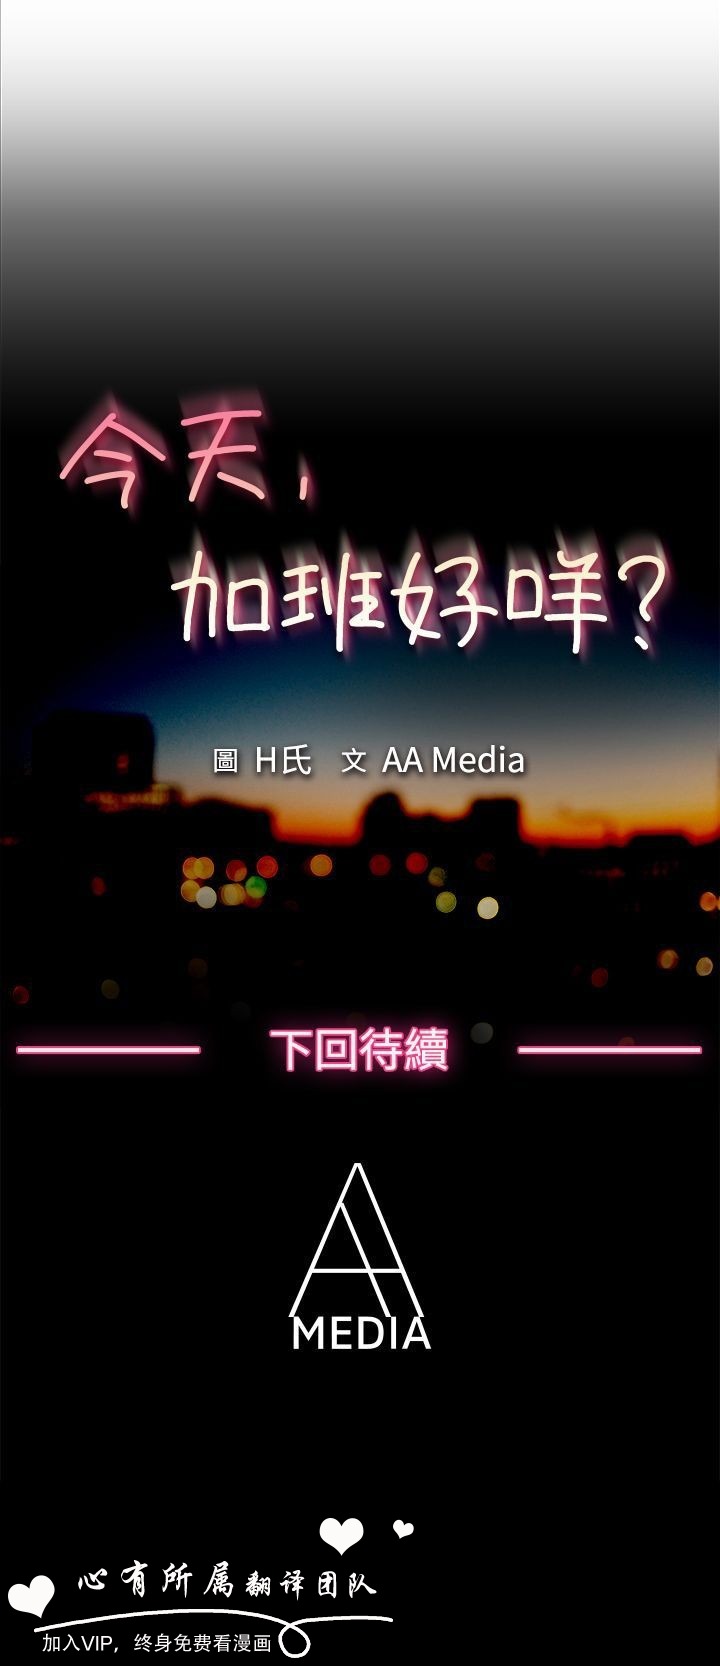 今天，
加班好咩？
圖 H氏 文 AA Media
下回待續
AA
MEDIA
心有所属翻译团队
加入VIP，终身免费看漫画